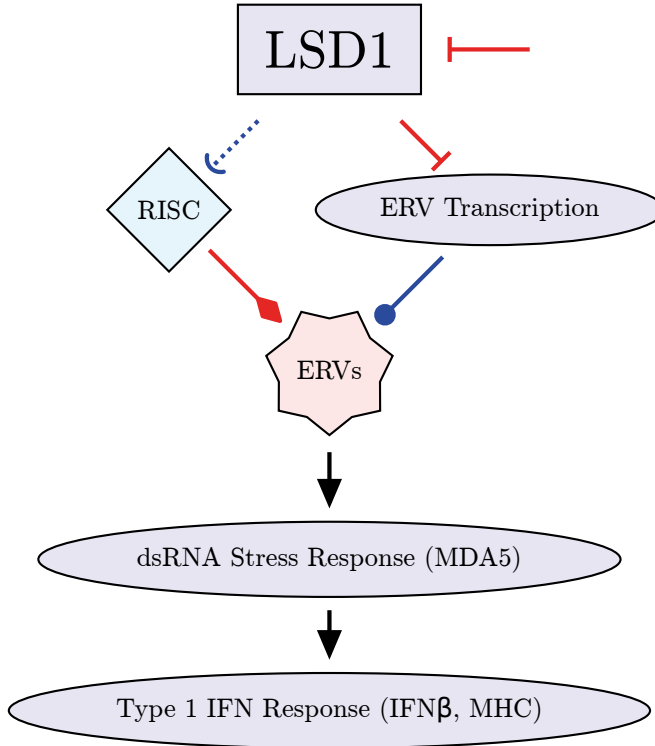 LSD1
RISC
ERV Transcription
ERVs
dsRNA Stress Response (MDA5)
Type 1 IFN Response (IFNβ, MHC)